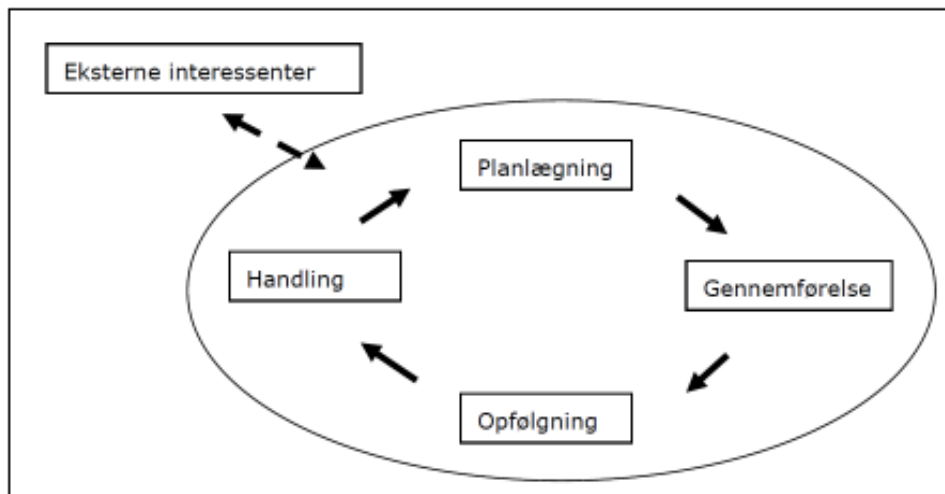 Eksterne interessenter
Planlægning
Handling
Gennemførelse
Opfølgning